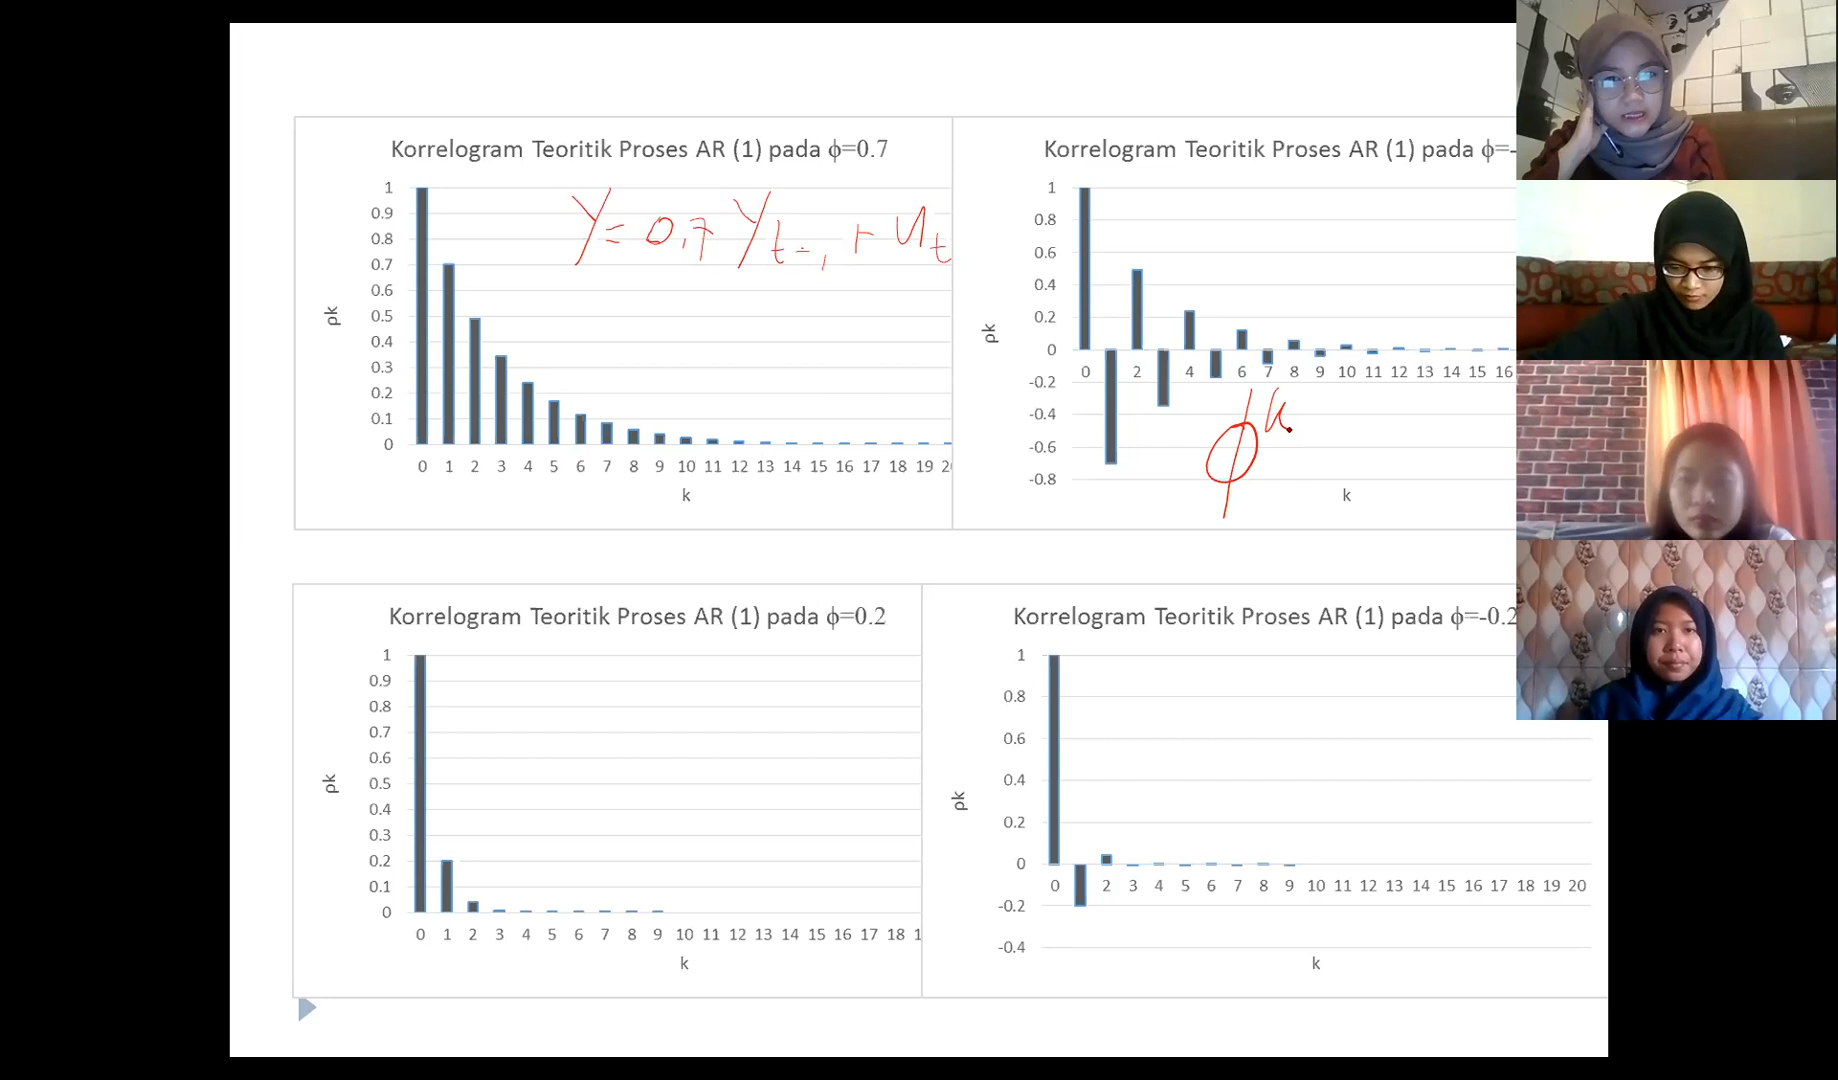 Korrelogram Teoritik Proses AR (1) pada ϕ=0.7
1
0.9
0.8
0.7
0.6
0.5
0.4
0.3
0.2
0.1
0
ρk
0 1 2 3 4 5 6 7 8 9 10 11 12 13 14 15 16 17 18 19 20
k
Y = 0,7 Y t-1 + u t
Korrelogram Teoritik Proses AR (1) pada ϕ=-
1
0.8
0.6
0.4
0.2
0
-0.2
-0.4
-0.6
-0.8
ρk
0 2 4 6 7 8 9 10 11 12 13 14 15 16
k
ϕ k
Korrelogram Teoritik Proses AR (1) pada ϕ=0.2
1
0.9
0.8
0.7
0.6
0.5
0.4
0.3
0.2
0.1
0
ρk
0 1 2 3 4 5 6 7 8 9 10 11 12 13 14 15 16 17 18 1
k
Korrelogram Teoritik Proses AR (1) pada ϕ=-0.2
1
0.8
0.6
0.4
0.2
0
-0.2
-0.4
ρk
0 2 3 4 5 6 7 8 9 10 11 12 13 14 15 16 17 18 19 20
k